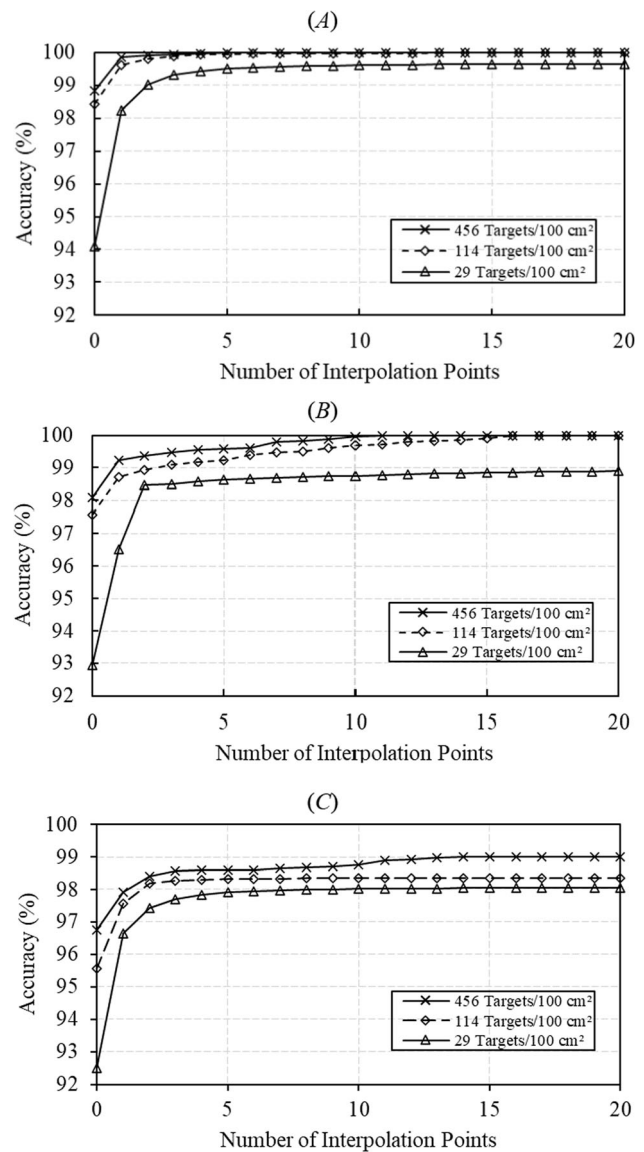 (A)
100
99
98
97
96
95
94
93
92
Accuracy (%)
456 Targets/100 cm²
114 Targets/100 cm²
29 Targets/100 cm²
0 5 10 15 20
Number of Interpolation Points
(B)
100
99
98
97
96
95
94
93
92
Accuracy (%)
456 Targets/100 cm²
114 Targets/100 cm²
29 Targets/100 cm²
0 5 10 15 20
Number of Interpolation Points
(C)
100
99
98
97
96
95
94
93
92
Accuracy (%)
456 Targets/100 cm²
114 Targets/100 cm²
29 Targets/100 cm²
0 5 10 15 20
Number of Interpolation Points